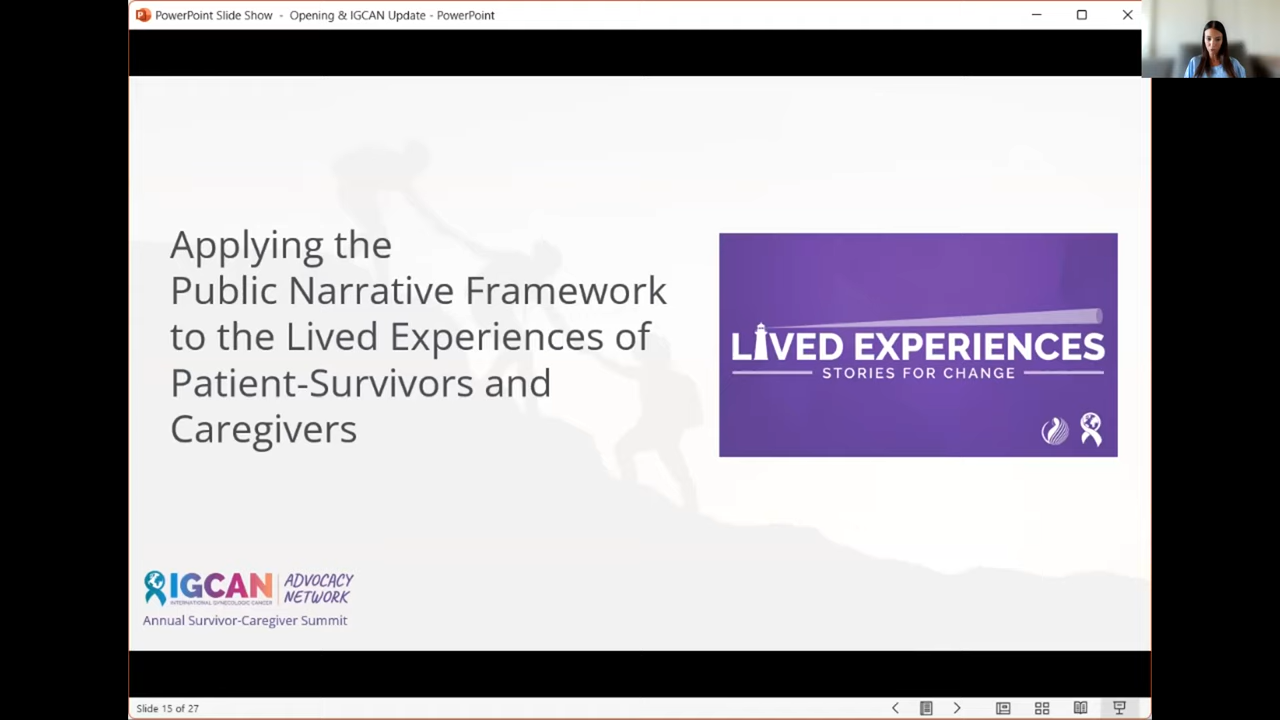 PowerPoint Slide Show - Opening & IGCAN Update - PowerPoint
Applying the
Public Narrative Framework
to the Lived Experiences of
Patient-Survivors and
Caregivers
LIVED EXPERIENCES
STORIES FOR CHANGE
IGCAN
INTERNATIONAL GYNECOLOGIC CANCER
ADVOCACY
NETWORK
Annual Survivor-Caregiver Summit
Slide 15 of 27